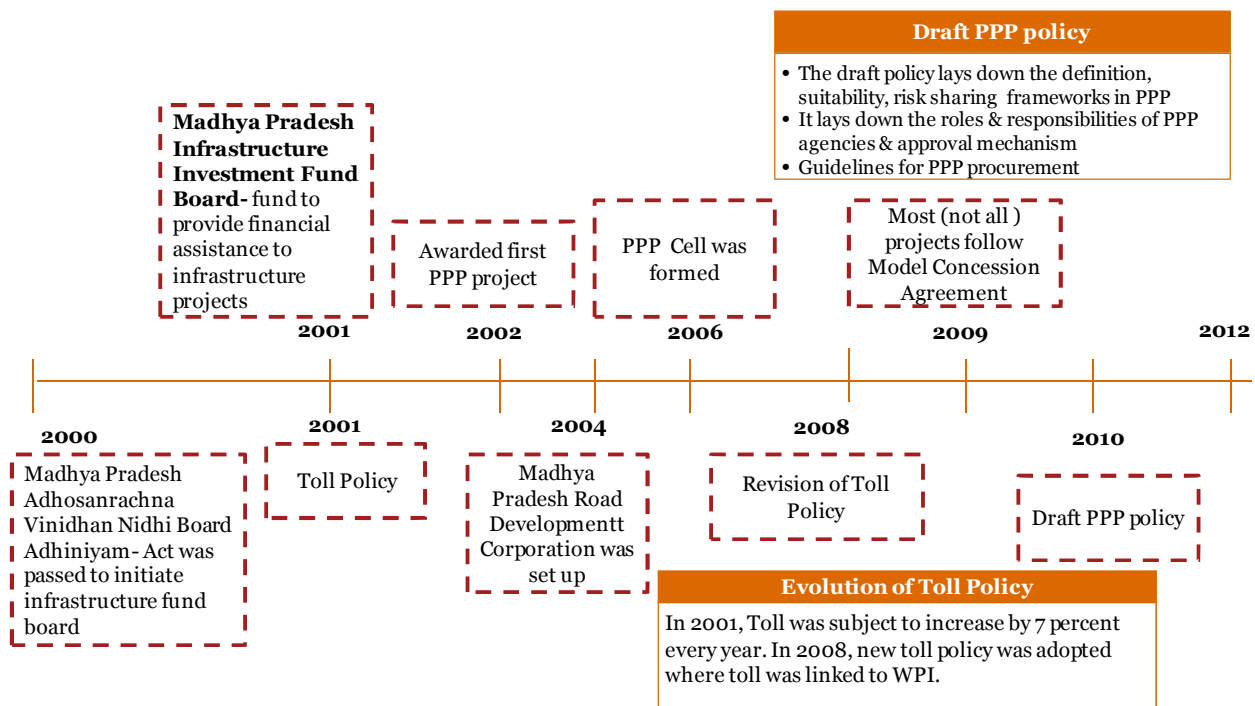 Draft PPP policy
• The draft policy lays down the definition,
suitability, risk sharing frameworks in PPP
• It lays down the roles & responsibilities of PPP
agencies & approval mechanism
• Guidelines for PPP procurement
Madhya Pradesh
Infrastructure
Investment Fund
Board- fund to
provide financial
assistance to
infrastructure
projects
Awarded first
PPP project
PPP Cell was
formed
Most (not all )
projects follow
Model Concession
Agreement
2001
2002
2006
2009
2012
2000
2001
2004
2008
2010
Madhya Pradesh
Adhosanrachna
Vinidhan Nidhi Board
Adhiniyam- Act was
passed to initiate
infrastructure fund
board
Toll Policy
Madhya
Pradesh Road
Developmentt
Corporation was
set up
Revision of Toll
Policy
Draft PPP policy
Evolution of Toll Policy
In 2001, Toll was subject to increase by 7 percent
every year. In 2008, new toll policy was adopted
where toll was linked to WPI.